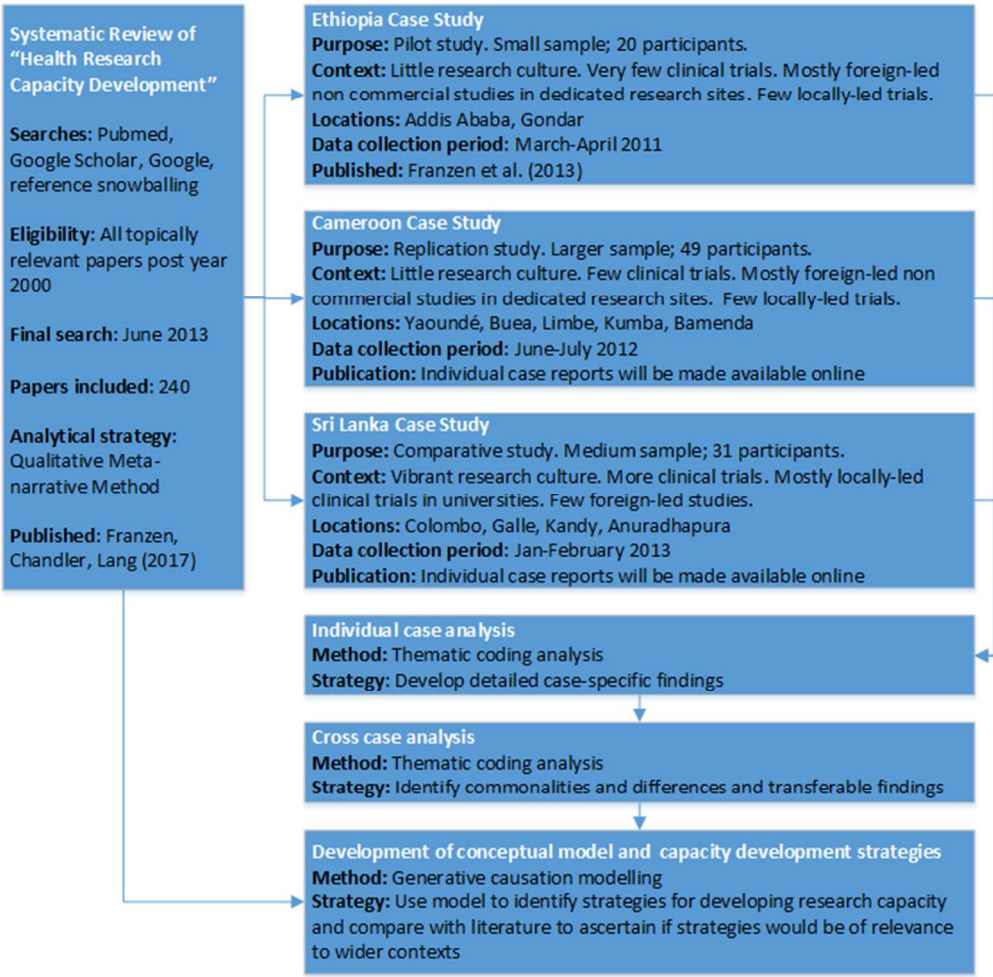 Systematic Review of
“Health Research
Capacity Development”
Searches: Pubmed,
Google Scholar, Google,
reference snowballing
Eligibility: All topically
relevant papers post year
2000
Final search: June 2013
Papers included: 240
Analytical strategy:
Qualitative Meta-
narrative Method
Published: Franzen,
Chandler, Lang (2017)
Ethiopia Case Study
Purpose: Pilot study. Small sample; 20 participants.
Context: Little research culture. Very few clinical trials. Mostly foreign-led
non commercial studies in dedicated research sites. Few locally-led trials.
Locations: Addis Ababa, Gondar
Data collection period: March-April 2011
Published: Franzen et al. (2013)
Cameroon Case Study
Purpose: Replication study. Larger sample; 49 participants.
Context: Little research culture. Few clinical trials. Mostly foreign-led non
commercial studies in dedicated research sites. Few locally-led trials.
Locations: Yaoundé, Buea, Limbe, Kumba, Bamenda
Data collection period: June-July 2012
Publication: Individual case reports will be made available online
Sri Lanka Case Study
Purpose: Comparative study. Medium sample; 31 participants.
Context: Vibrant research culture. More clinical trials. Mostly locally-led
clinical trials in universities. Few foreign-led studies.
Locations: Colombo, Galle, Kandy, Anuradhapura
Data collection period: Jan-February 2013
Publication: Individual case reports will be made available online
Individual case analysis
Method: Thematic coding analysis
Strategy: Develop detailed case-specific findings
Cross case analysis
Method: Thematic coding analysis
Strategy: Identify commonalities and differences and transferable findings
Development of conceptual model and capacity development strategies
Method: Generative causation modelling
Strategy: Use model to identify strategies for developing research capacity
and compare with literature to ascertain if strategies would be of relevance
to wider contexts